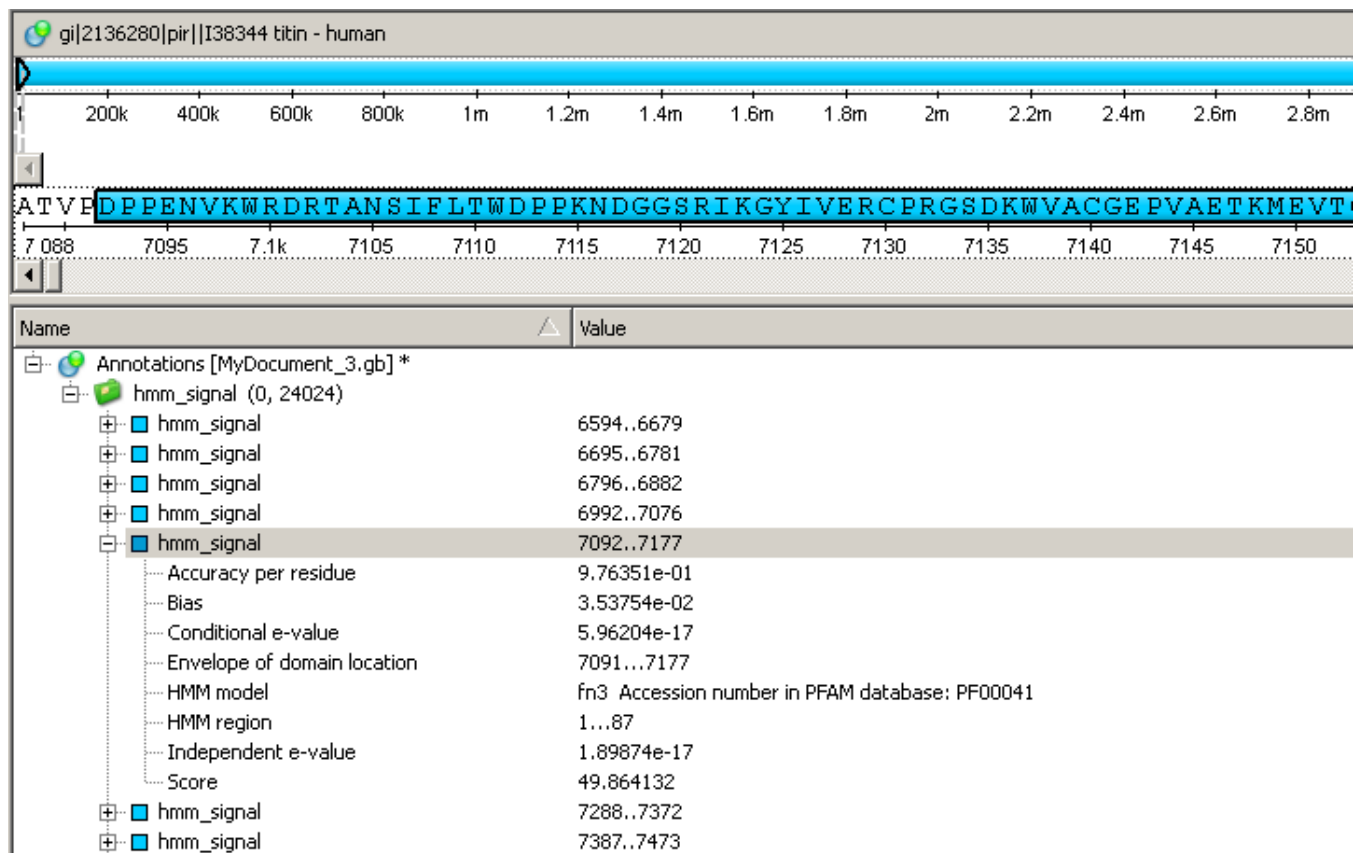 gi|2136280|pir||I38344 titin - human
1 200k 400k 600k 800k 1m 1.2m 1.4m 1.6m 1.8m 2m 2.2m 2.4m 2.6m 2.8m
ATVPDPPENVKWRDRTANSIFLTWDPPKNDGGSRIKGYIVERCPRGSDKWVACGEPVAETKMEVT
7 088 7095 7.1k 7105 7110 7115 7120 7125 7130 7135 7140 7145 7150
Name Value
Annotations [MyDocument_3.gb] *
hmm_signal (0, 24024)
hmm_signal 6594..6679
hmm_signal 6695..6781
hmm_signal 6796..6882
hmm_signal 6992..7076
hmm_signal 7092..7177
Accuracy per residue 9.76351e-01
Bias 3.53754e-02
Conditional e-value 5.96204e-17
Envelope of domain location 7091...7177
HMM model fn3 Accession number in PFAM database: PF00041
HMM region 1...87
Independent e-value 1.89874e-17
Score 49.864132
hmm_signal 7288..7372
hmm_signal 7387..7473